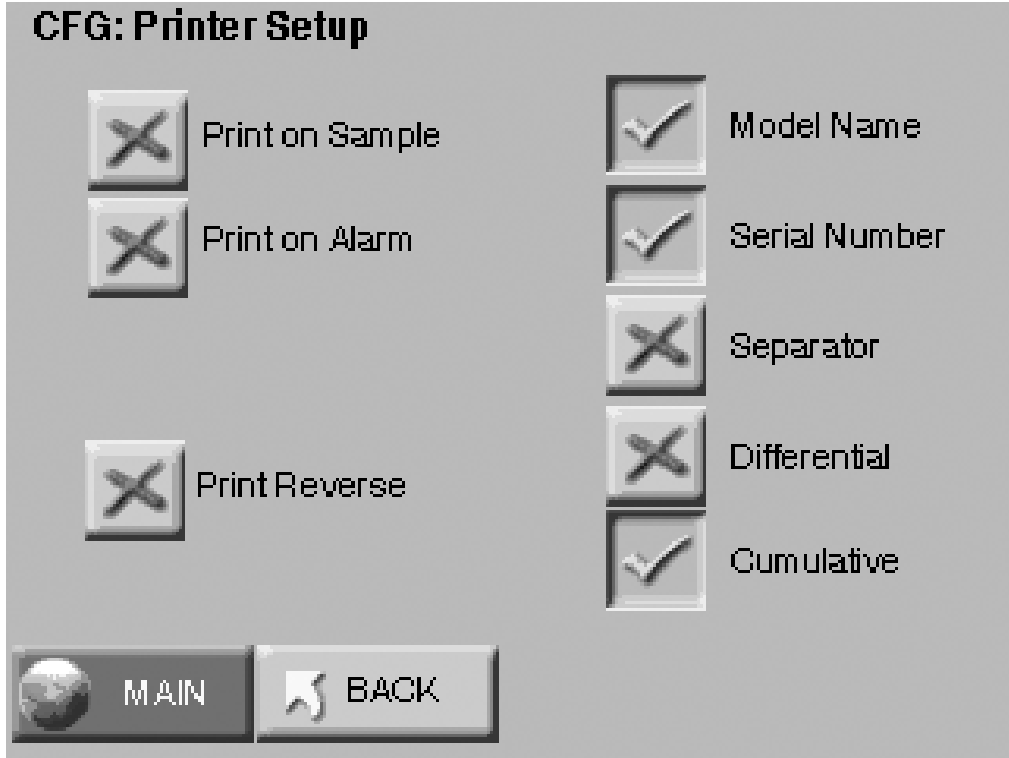 CFG: Printer Setup
Print on Sample
Print on Alarm
Print Reverse
Model Name
Serial Number
Separator
Differential
Cumulative
MAIN
BACK